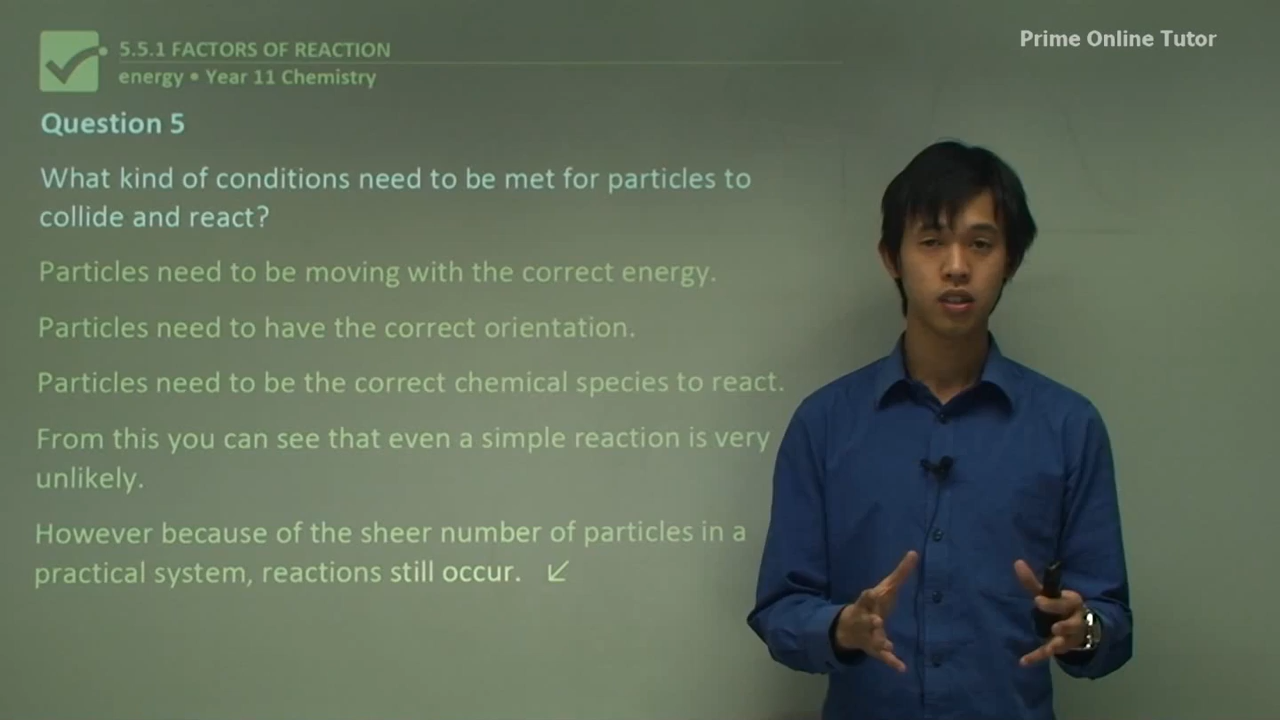 5.5.1 FACTORS OF REACTION
energy • Year 11 Chemistry
Prime Online Tutor
Question 5
What kind of conditions need to be met for particles to
collide and react?
Particles need to be moving with the correct energy.
Particles need to have the correct orientation.
Particles need to be the correct chemical species to react.
From this you can see that even a simple reaction is very
unlikely.
However because of the sheer number of particles in a
practical system, reactions still occur.